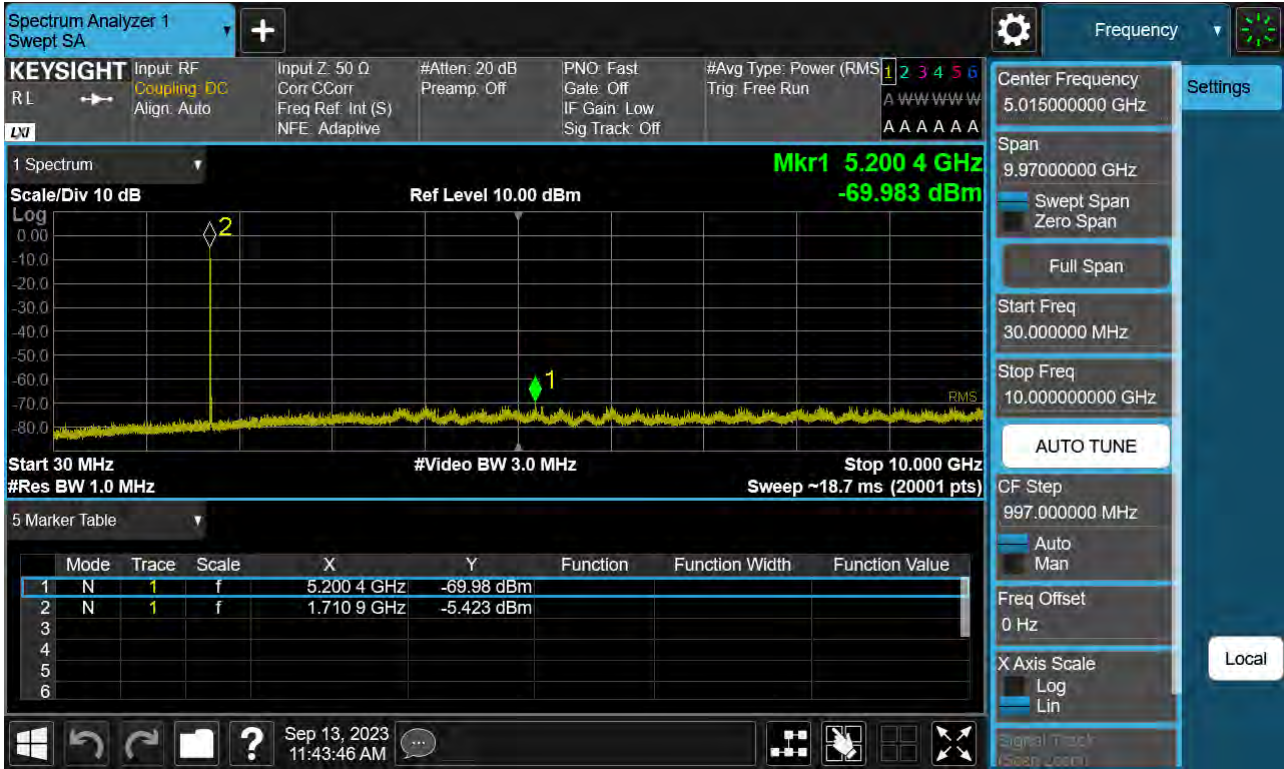 Spectrum Analyzer 1
Swept SA
+
Frequency
KEYSIGHT
RL
LXI
Input: RF
Coupling: DC
Align: Auto
Input Z: 50 Ω
Corr CCorr
Freq Ref: Int (S)
NFE: Adaptive
#Atten: 20 dB
Preamp: Off
PNO: Fast
Gate: Off
IF Gain: Low
Sig Track: Off
#Avg Type: Power (RMS
Trig: Free Run
1 2 3 4 5 6
A W W W W W
A A A A A A
1 Spectrum
Mkr1 5.200 4 GHz
Scale/Div 10 dB
Ref Level 10.00 dBm
-69.983 dBm
Log
0.00
-10.0
-20.0
-30.0
-40.0
-50.0
-60.0
-70.0
-80.0
2
1
RMS
Start 30 MHz
#Video BW 3.0 MHz
Stop 10.000 GHz
#Res BW 1.0 MHz
Sweep ~18.7 ms (20001 pts)
5 Marker Table
Mode Trace Scale X Y Function Function Width Function Value
1 N 1 f 5.200 4 GHz -69.98 dBm
2 N 1 f 1.710 9 GHz -5.423 dBm
3
4
5
6
?
Sep 13, 2023
11:43:46 AM
Center Frequency
5.015000000 GHz
Span
9.97000000 GHz
Swept Span
Zero Span
Full Span
Start Freq
30.000000 MHz
Stop Freq
10.000000000 GHz
AUTO TUNE
CF Step
997.000000 MHz
Auto
Man
Freq Offset
0 Hz
X Axis Scale
Log
Lin
Signal Track
(Span Zoom)
Settings
Local